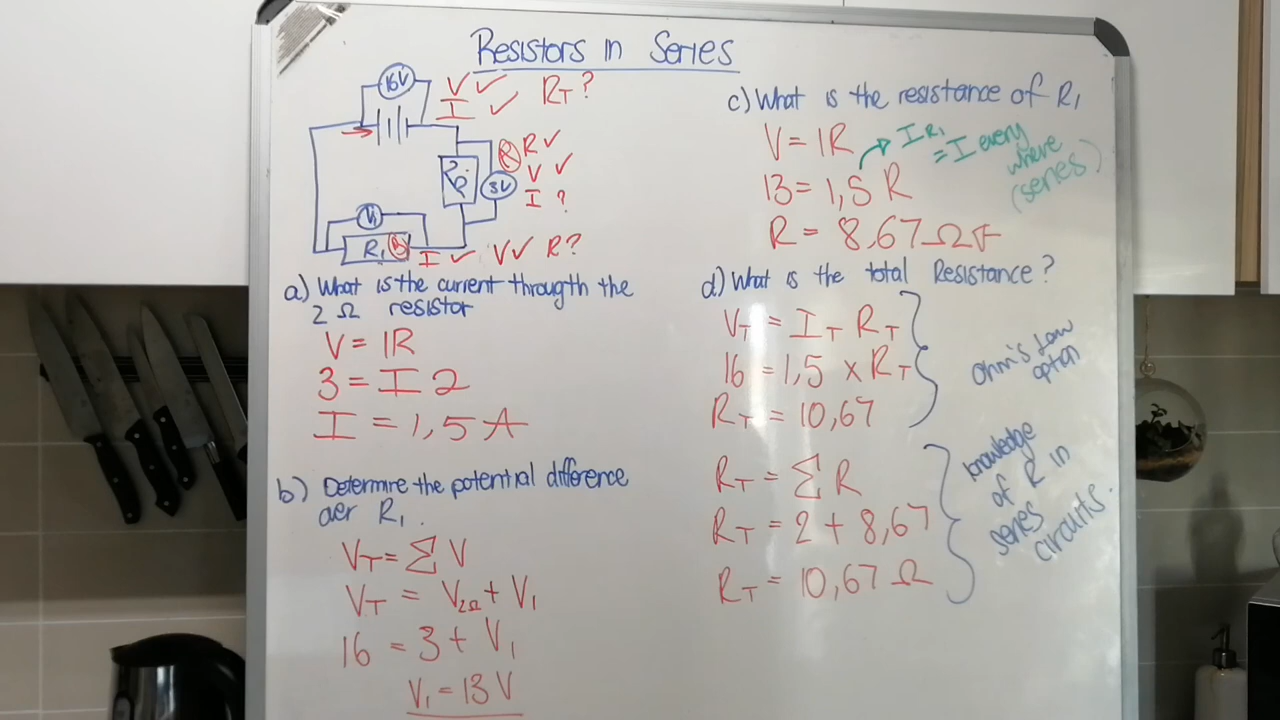 Resistors in Series
16V
V ✓
I ✓
RT ?
R ✓
V ✓
I ?
3V
V1
R1
I ✓ V✓ R?
a) What is the current through the
2 Ω resistor
V = IR
3 = I 2
I = 1,5 A
b) Determine the potential difference
R1.
VT = Σ V
VT = V2Ω + V1
16 = 3 + V1
V1 = 13 V
c) What is the resistance of R1
V = IR
13 = 1,5 R
R = 8,67 Ω
IR1
= I every
where
(series)
d) What is the total Resistance?
VT = IT RT
16 = 1,5 x RT
RT = 10,67
Ohm's Law
option
RT = Σ R
RT = 2 + 8,67
RT = 10,67 Ω
knowledge
of R in
series
circuits.